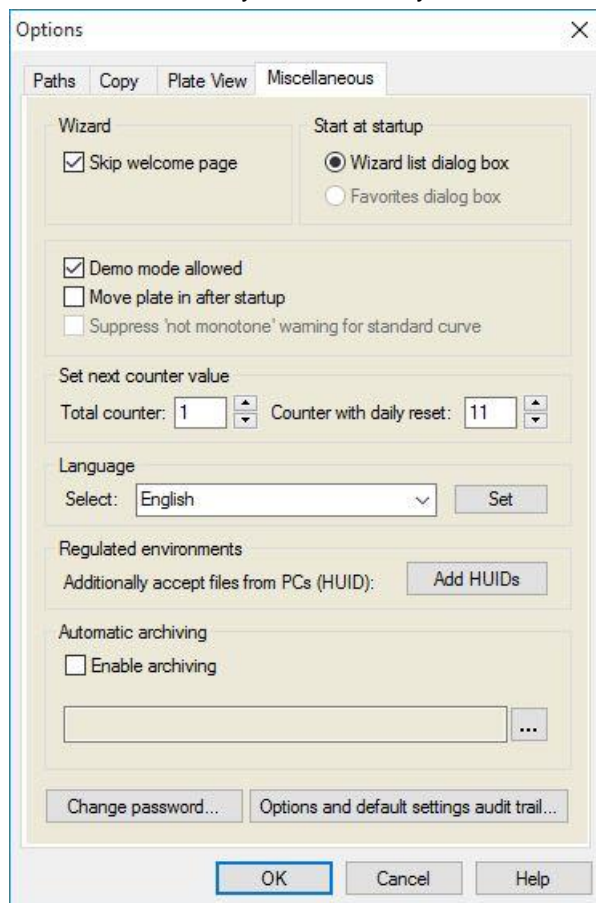 Options
Paths Copy Plate View Miscellaneous
Wizard
Skip welcome page
Start at startup
Wizard list dialog box
Favorites dialog box
Demo mode allowed
Move plate in after startup
Suppress 'not monotone' warning for standard curve
Set next counter value
Total counter: 1 Counter with daily reset: 11
Language
Select: English Set
Regulated environments
Additionally accept files from PCs (HUID): Add HUIDs
Automatic archiving
Enable archiving
...
Change password... Options and default settings audit trail...
OK Cancel Help